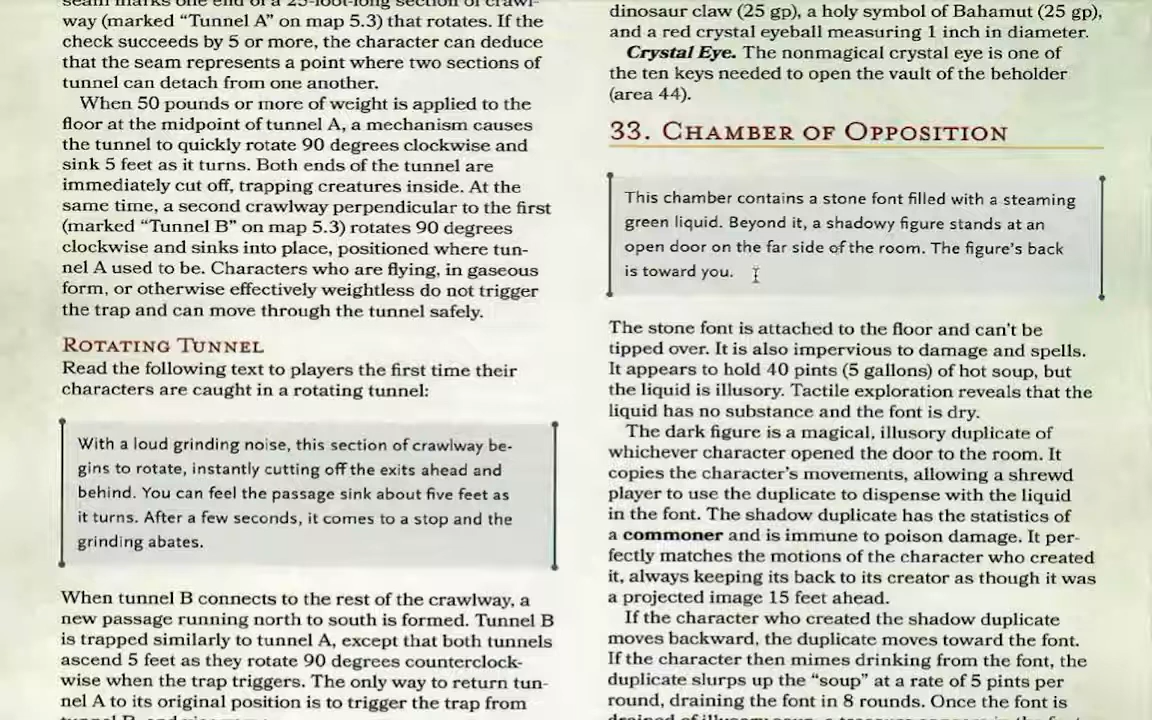 way (marked "Tunnel A" on map 5.3) that rotates. If the
check succeeds by 5 or more, the character can deduce
that the seam represents a point where two sections of
tunnel can detach from one another.
When 50 pounds or more of weight is applied to the
floor at the midpoint of tunnel A, a mechanism causes
the tunnel to quickly rotate 90 degrees clockwise and
sink 5 feet as it turns. Both ends of the tunnel are
immediately cut off, trapping creatures inside. At the
same time, a second crawlway perpendicular to the first
(marked "Tunnel B" on map 5.3) rotates 90 degrees
clockwise and sinks into place, positioned where tun-
nel A used to be. Characters who are flying, in gaseous
form, or otherwise effectively weightless do not trigger
the trap and can move through the tunnel safely.
ROTATING TUNNEL
Read the following text to players the first time their
characters are caught in a rotating tunnel:
With a loud grinding noise, this section of crawlway be-
gins to rotate, instantly cutting off the exits ahead and
behind. You can feel the passage sink about five feet as
it turns. After a few seconds, it comes to a stop and the
grinding abates.
When tunnel B connects to the rest of the crawlway, a
new passage running north to south is formed. Tunnel B
is trapped similarly to tunnel A, except that both tunnels
ascend 5 feet as they rotate 90 degrees counterclock-
wise when the trap triggers. The only way to return tun-
nel A to its original position is to trigger the trap from
dinosaur claw (25 gp), a holy symbol of Bahamut (25 gp),
and a red crystal eyeball measuring 1 inch in diameter.
Crystal Eye. The nonmagical crystal eye is one of
the ten keys needed to open the vault of the beholder
(area 44).
33. CHAMBER OF OPPOSITION
This chamber contains a stone font filled with a steaming
green liquid. Beyond it, a shadowy figure stands at an
open door on the far side of the room. The figure's back
is toward you.
The stone font is attached to the floor and can't be
tipped over. It is also impervious to damage and spells.
It appears to hold 40 pints (5 gallons) of hot soup, but
the liquid is illusory. Tactile exploration reveals that the
liquid has no substance and the font is dry.
The dark figure is a magical, illusory duplicate of
whichever character opened the door to the room. It
copies the character's movements, allowing a shrewd
player to use the duplicate to dispense with the liquid
in the font. The shadow duplicate has the statistics of
a commoner and is immune to poison damage. It per-
fectly matches the motions of the character who created
it, always keeping its back to its creator as though it was
a projected image 15 feet ahead.
If the character who created the shadow duplicate
moves backward, the duplicate moves toward the font.
If the character then mimes drinking from the font, the
duplicate slurps up the "soup" at a rate of 5 pints per
round, draining the font in 8 rounds. Once the font is